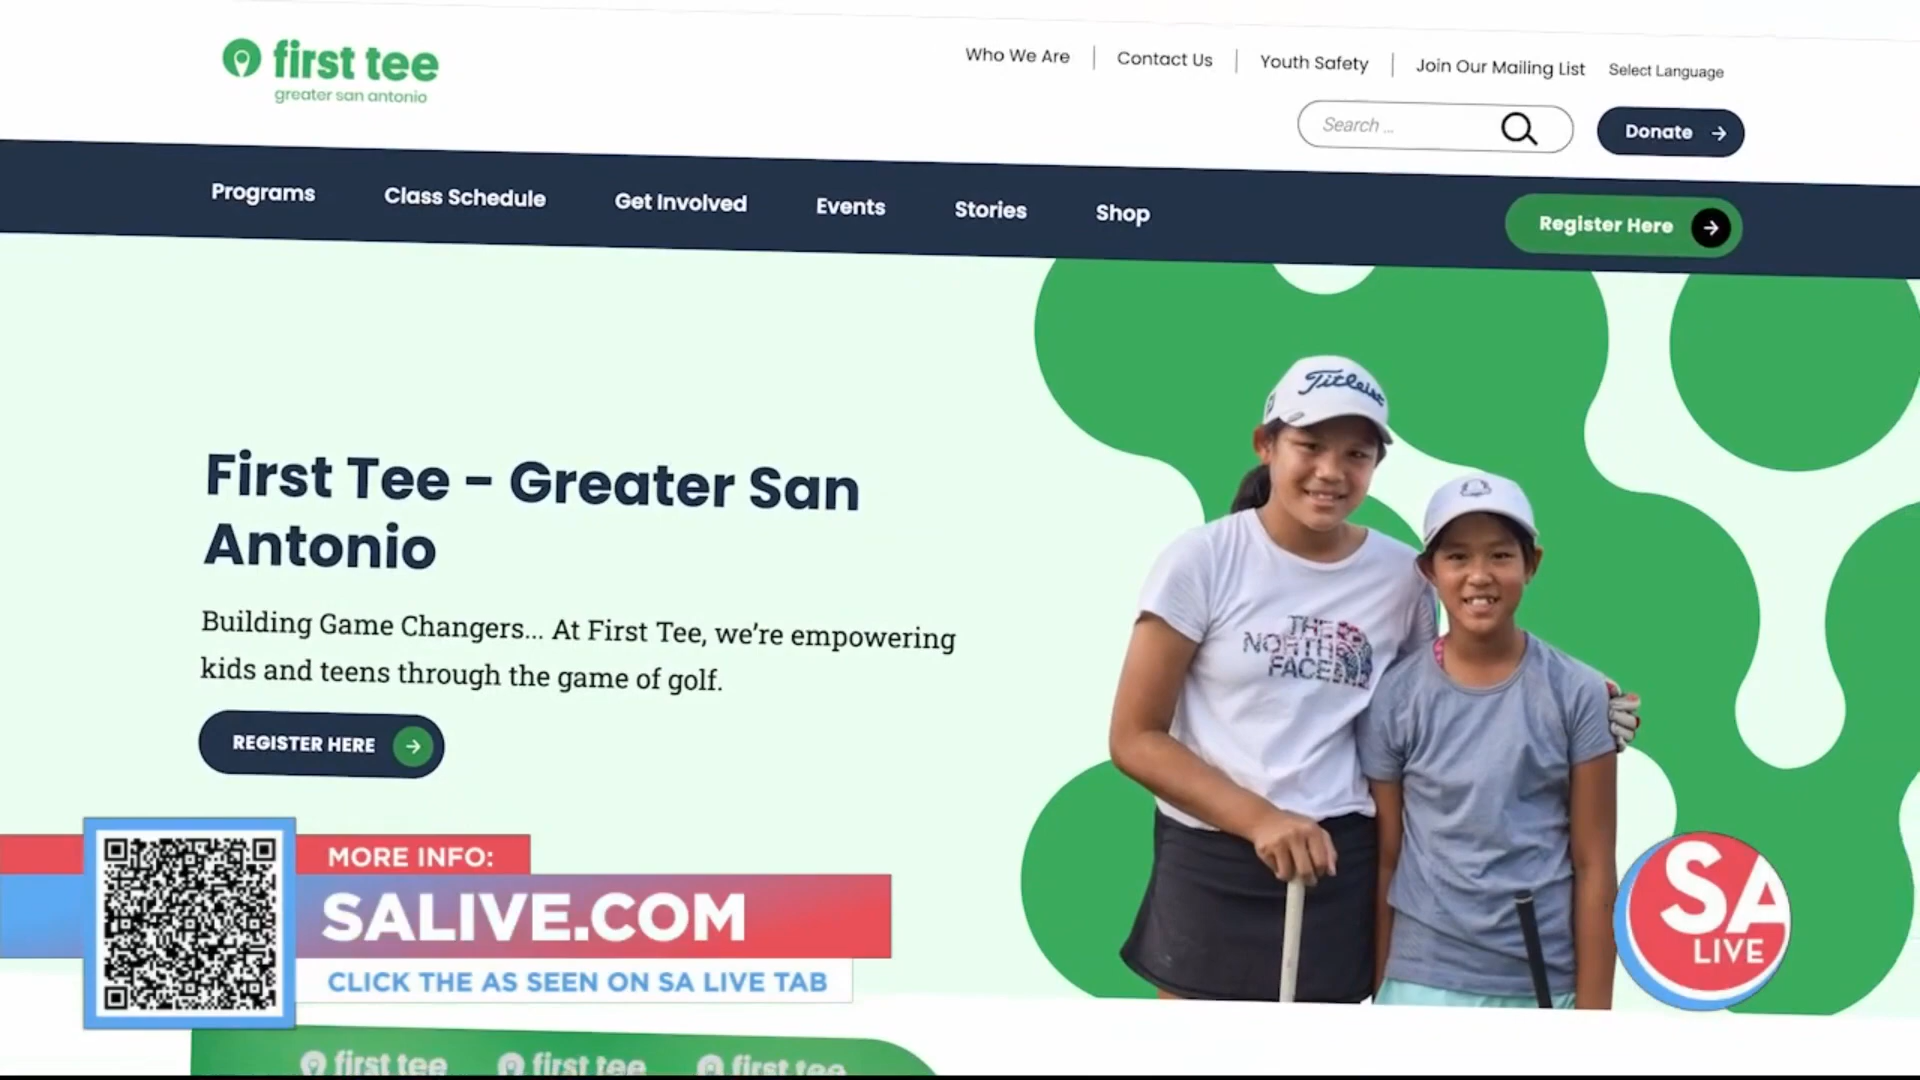 first tee
greater san antonio
Who We Are
Contact Us
Youth Safety
Join Our Mailing List
Select Language
Search ...
Donate
Programs
Class Schedule
Get Involved
Events
Stories
Shop
Register Here
First Tee - Greater San
Antonio
Building Game Changers... At First Tee, we're empowering
kids and teens through the game of golf.
REGISTER HERE
Titleist
THE
NORTH
FACE
MORE INFO:
SALIVE.COM
CLICK THE AS SEEN ON SA LIVE TAB
SA
LIVE
first tee
first tee
first tee